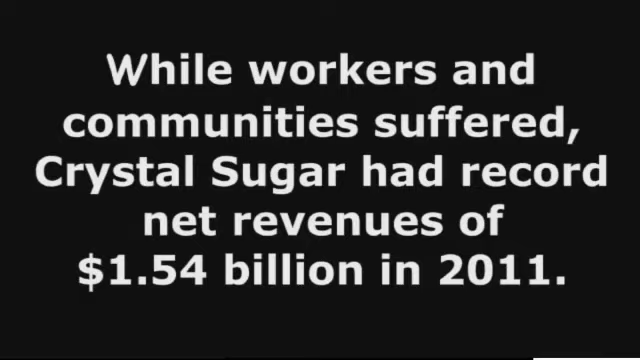 While workers and
communities suffered,
Crystal Sugar had record
net revenues of
$1.54 billion in 2011.